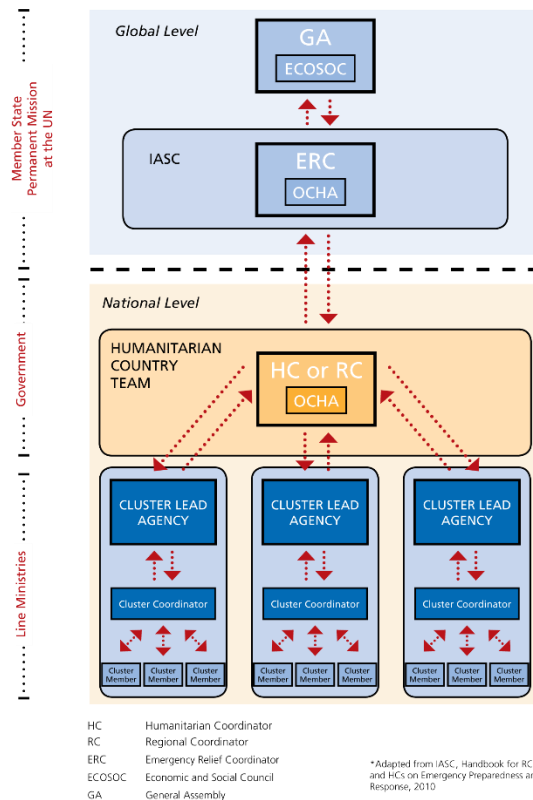 Member State
Permanent Mission
at the UN
Government
Line Ministries
Global Level
GA
ECOSOC
IASC
ERC
OCHA
National Level
HUMANITARIAN
COUNTRY
TEAM
HC or RC
OCHA
CLUSTER LEAD
AGENCY
CLUSTER LEAD
AGENCY
CLUSTER LEAD
AGENCY
Cluster Coordinator
Cluster Coordinator
Cluster Coordinator
Cluster
Member
Cluster
Member
Cluster
Member
Cluster
Member
Cluster
Member
Cluster
Member
Cluster
Member
Cluster
Member
Cluster
Member
HC Humanitarian Coordinator
RC Regional Coordinator
ERC Emergency Relief Coordinator
ECOSOC Economic and Social Council
GA General Assembly
*Adapted from IASC, Handbook for RC
and HCs on Emergency Preparedness an
Response, 2010